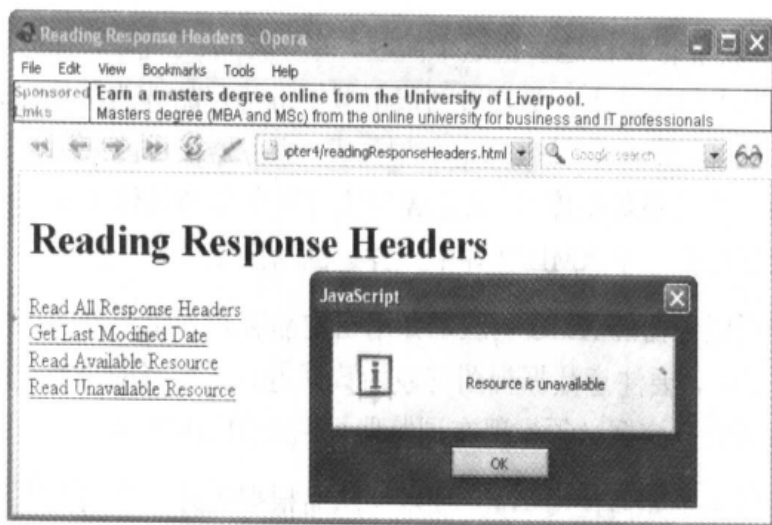 Reading Response Headers - Opera
File Edit View Bookmarks Tools Help
Sponsored Links
Earn a masters degree online from the University of Liverpool.
Masters degree (MBA and MSc) from the online university for business and IT professionals
ipter4/readingResponseHeaders.html
Google search
Reading Response Headers
Read All Response Headers
Get Last Modified Date
Read Available Resource
Read Unavailable Resource
JavaScript
Resource is unavailable
OK